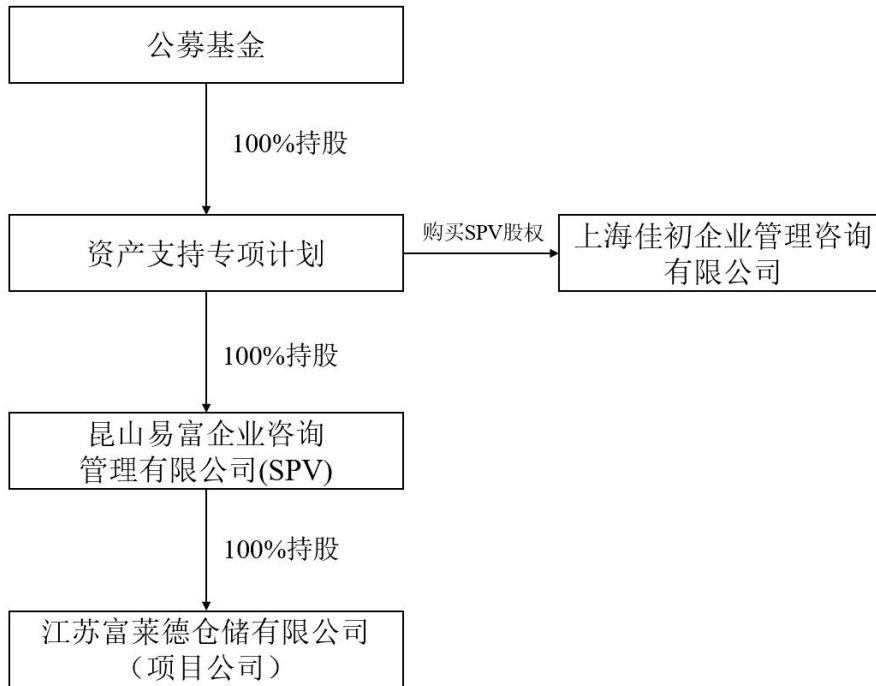 公募基金
100%持股
资产支持专项计划
购买SPV股权
上海佳初企业管理咨询
有限公司
100%持股
昆山易富企业咨询
管理有限公司(SPV)
100%持股
江苏富莱德仓储有限公司
（项目公司）